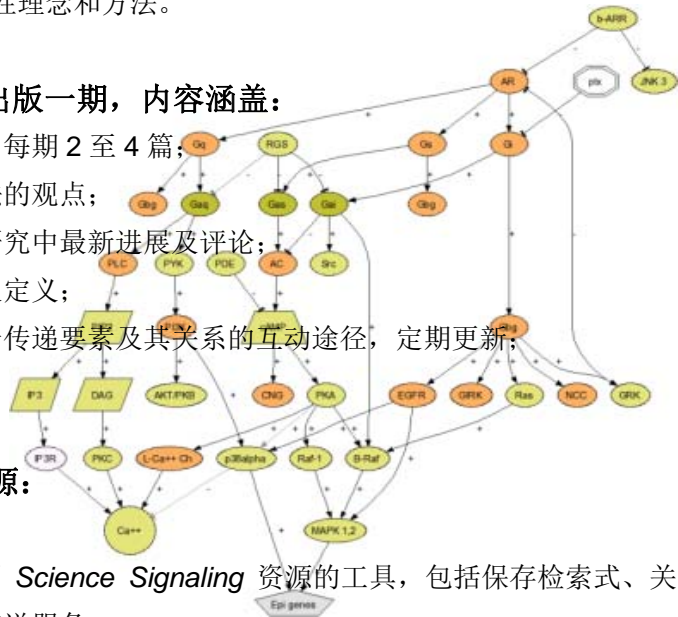 性理念和方法。
b-ARR
AR
ptx
JNK 3
出版一期，内容涵盖：
每期 2 至 4 篇；
Gq
RGS
Gs
Gi
的观点；
Gbg
Gaq
Gas
Gai
Gbg
研究中最新进展及评论；
PLC
PYK
PDE
AC
Src
定义；
传递要素及其关系的互动途径，定期更新；
Gbg
IP3
DAG
AKT/PKB
CNG
PKA
EGFR
GIRK
Ras
NCC
GRK
IP3R
PKC
L-Ca++ Ch
p38alpha
Raf-1
B-Raf
源：
Ca++
MAPK 1,2
Science Signaling 资源的工具，包括保存检索式、关
Epi genes